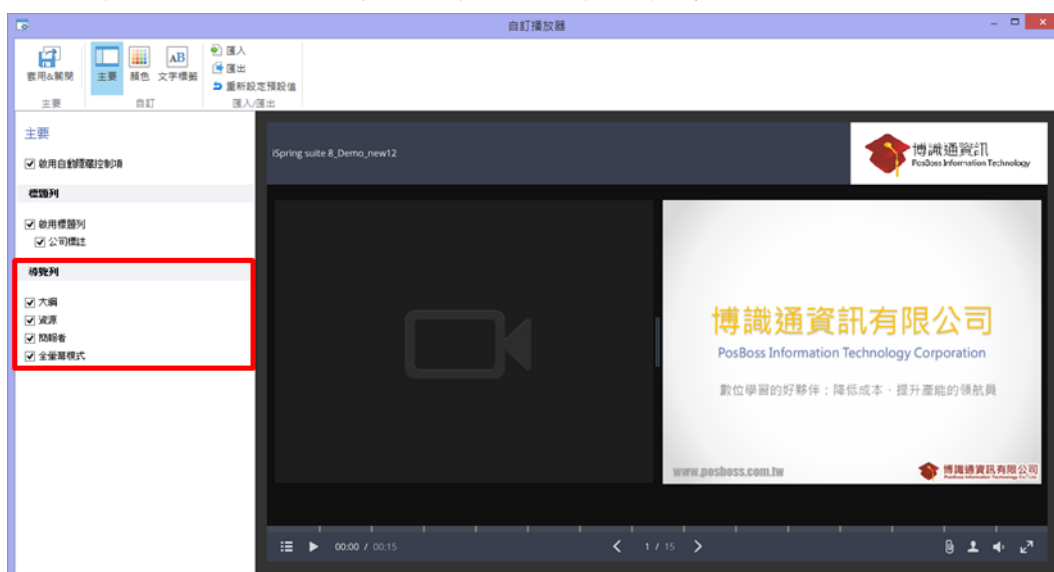 自訂播放器
套用&關閉
主要
顏色
文字標籤
匯入
匯出
重新設定預設值
主要
自訂
匯入/匯出
主要
啟用自動隱藏控制項
標題列
啟用標題列
公司標誌
導覽列
大綱
資源
簡報者
全螢幕模式
iSpring suite 8_Demo_new12
博識通資訊
PosBoss Information Technology
博識通資訊有限公司
PosBoss Information Technology Corporation
數位學習的好夥伴：降低成本、提升產能的領航員
www.posboss.com.tw
博識通資訊有限公司
00:00 / 00:15
1 / 15